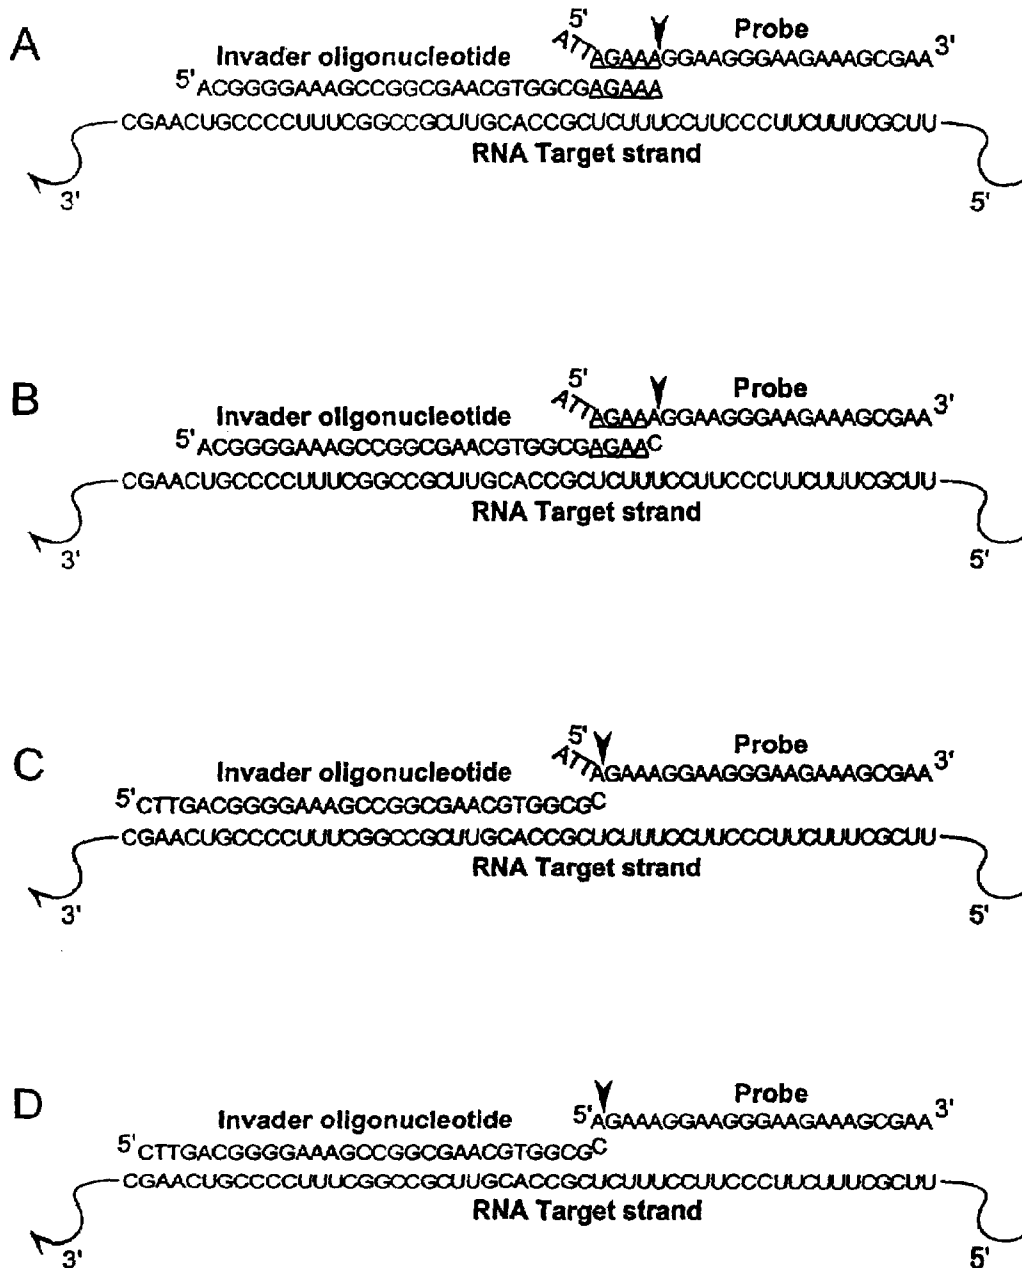 A
5'
Probe
ATTAGAAAGGAAGGGAAGAAAGCGAA 3'
Invader oligonucleotide
5' ACGGGGAAAGCCGGCGAACGTGGCGAGAAA
CGAACUGCCCCUUUCGGCCGCUUGCACCGCUCUUUCCUUCCCUUCUUUCGCUU
RNA Target strand
3' 5'
B
5'
Probe
ATTAGAAAGGAAGGGAAGAAAGCGAA 3'
Invader oligonucleotide
5' ACGGGGAAAGCCGGCGAACGTGGCGAGAAC
CGAACUGCCCCUUUCGGCCGCUUGCACCGCUCUUUCCUUCCCUUCUUUCGCUU
RNA Target strand
3' 5'
C
5'
Probe
ATTAGAAAGGAAGGGAAGAAAGCGAA 3'
Invader oligonucleotide
5' CTTGACGGGGAAAGCCGGCGAACGTGGCGC
CGAACUGCCCCUUUCGGCCGCUUGCACCGCUCUUUCCUUCCCUUCUUUCGCUU
RNA Target strand
3' 5'
D
Probe
5' AGAAAGGAAGGGAAGAAAGCGAA 3'
Invader oligonucleotide
5' CTTGACGGGGAAAGCCGGCGAACGTGGCGC
CGAACUGCCCCUUUCGGCCGCUUGCACCGCUCUUUCCUUCCCUUCUUUCGCUU
RNA Target strand
3' 5'